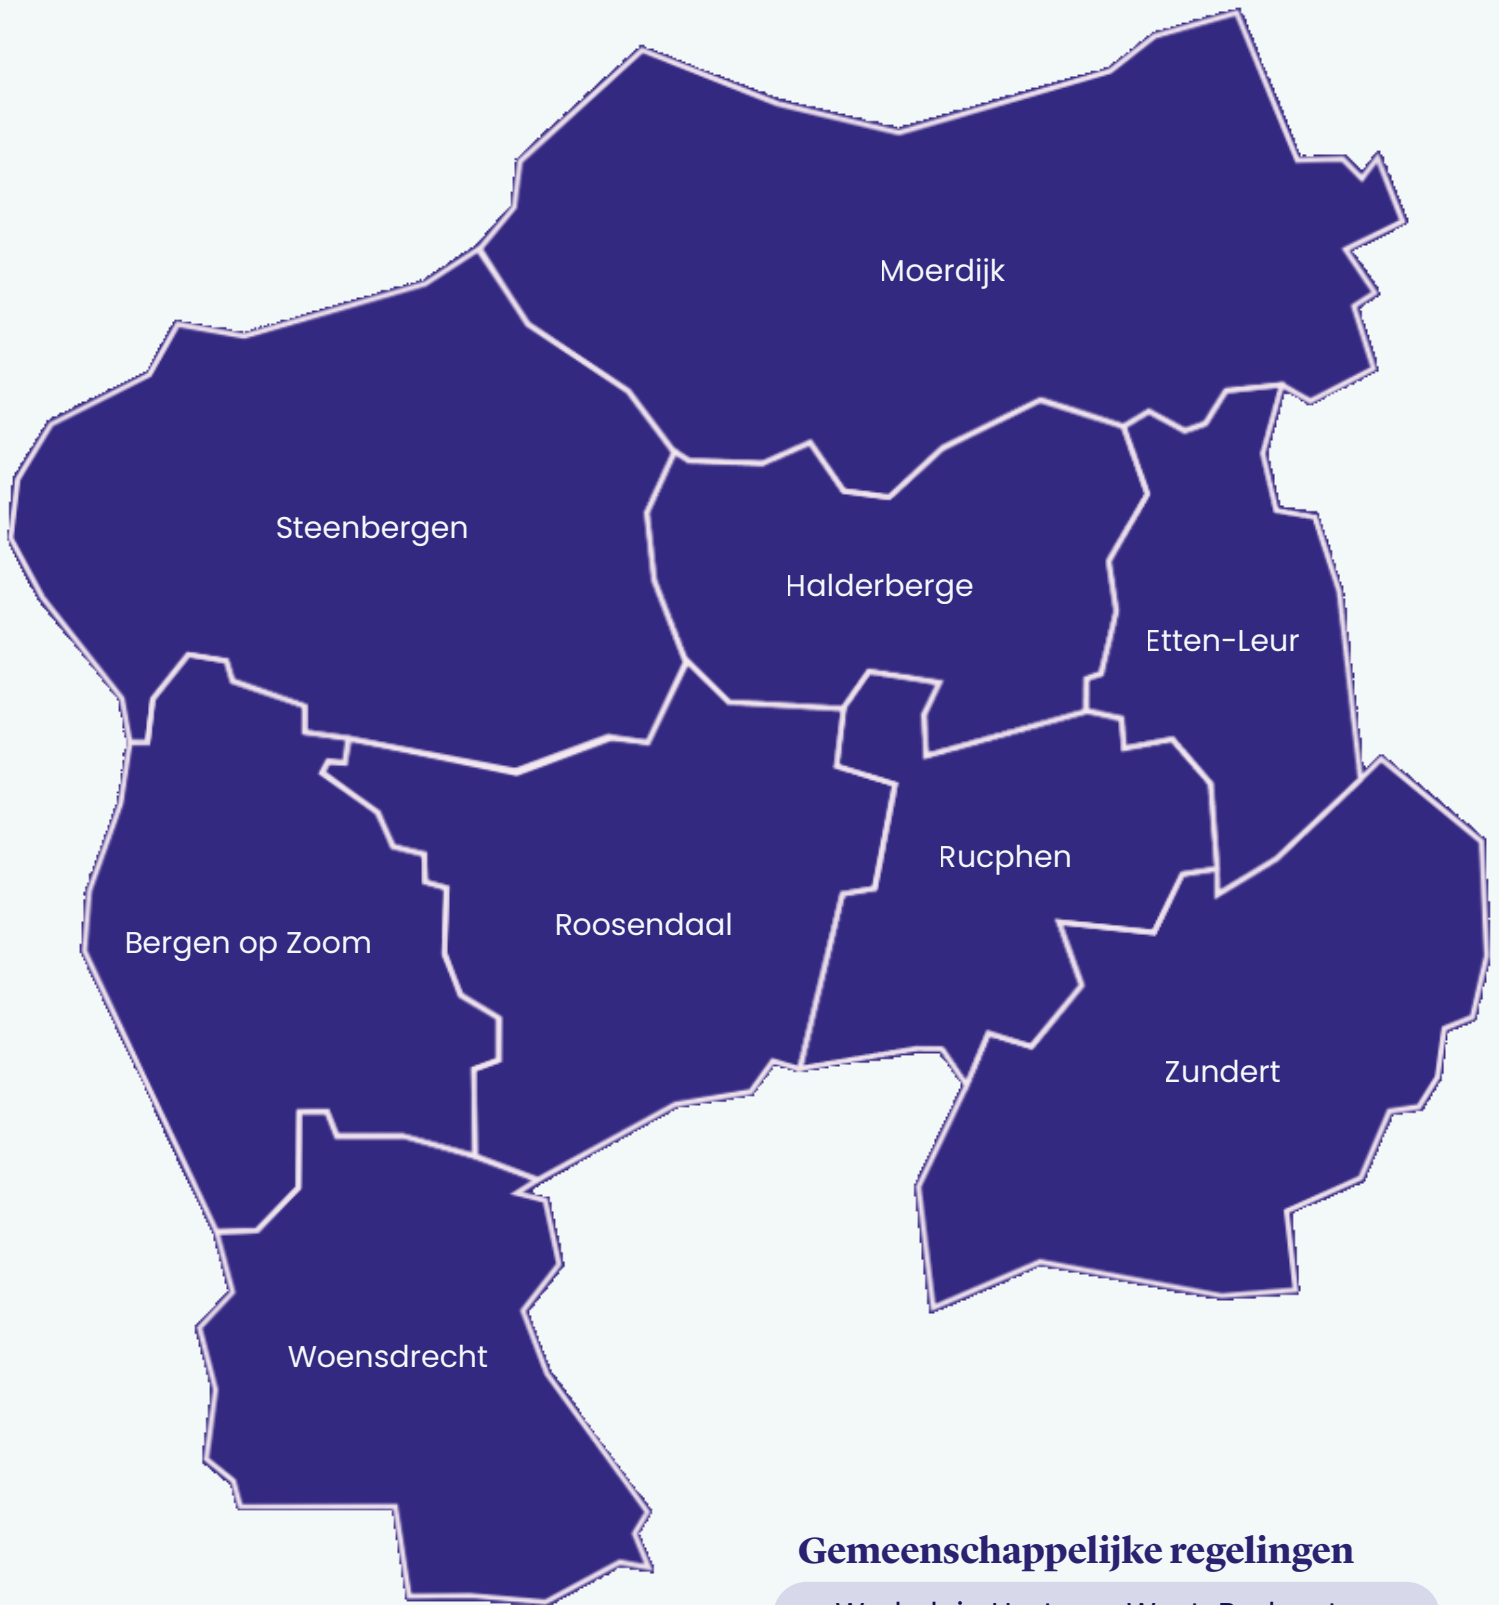 Moerdijk
Steenbergen
Halderberge
Etten-Leur
Rucphen
Roosendaal
Bergen op Zoom
Zundert
Woensdrecht
Gemeenschappelijke regelingen